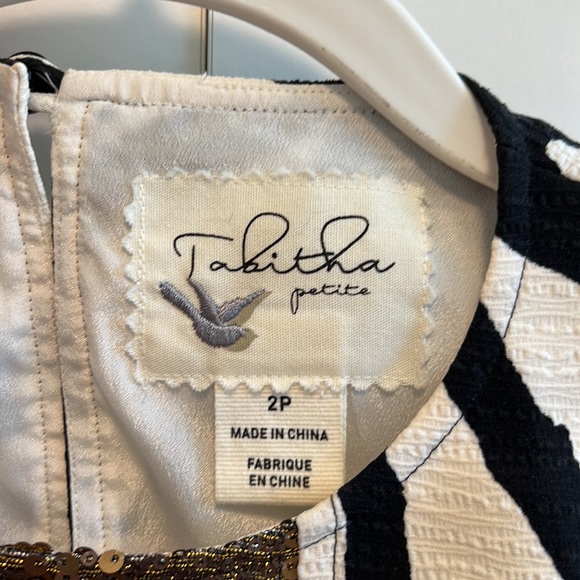 Tabitha
petite
2P
MADE IN CHINA
FABRIQUE
EN CHINE